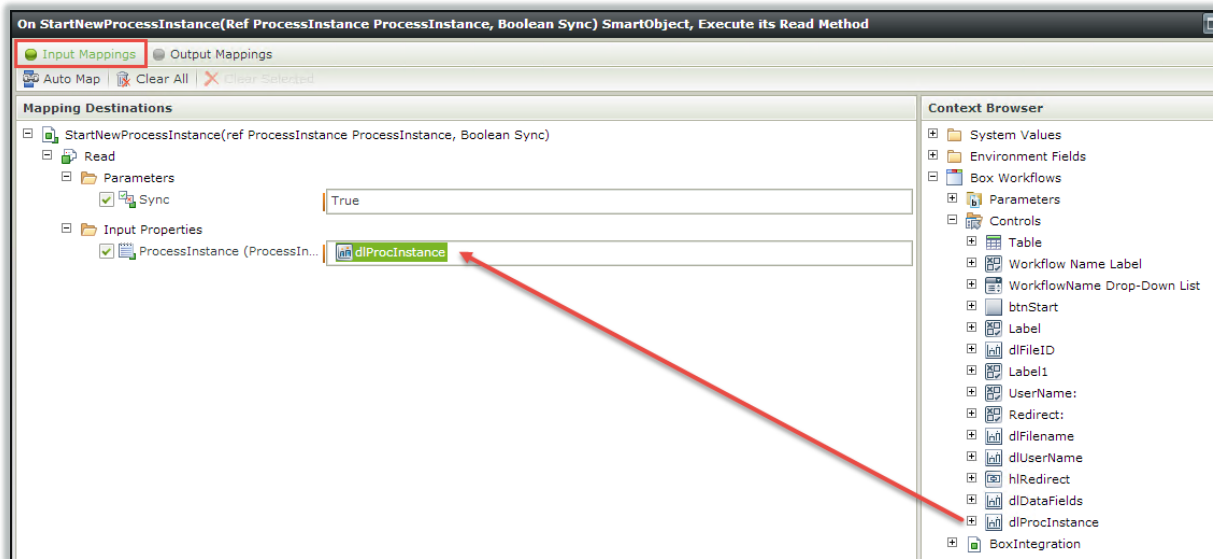 On StartNewProcessInstance(Ref ProcessInstance ProcessInstance, Boolean Sync) SmartObject, Execute its Read Method
Input Mappings Output Mappings
Auto Map Clear All Clear Selected
Mapping Destinations
StartNewProcessInstance(ref ProcessInstance ProcessInstance, Boolean Sync)
Read
Parameters
Sync True
Input Properties
ProcessInstance (ProcessIn... dlProcInstance
Context Browser
System Values
Environment Fields
Box Workflows
Parameters
Controls
Table
Workflow Name Label
WorkflowName Drop-Down List
btnStart
Label
dlFileID
Label1
UserName:
Redirect:
dlFilename
dlUserName
hlRedirect
dlDataFields
dlProcInstance
BoxIntegration